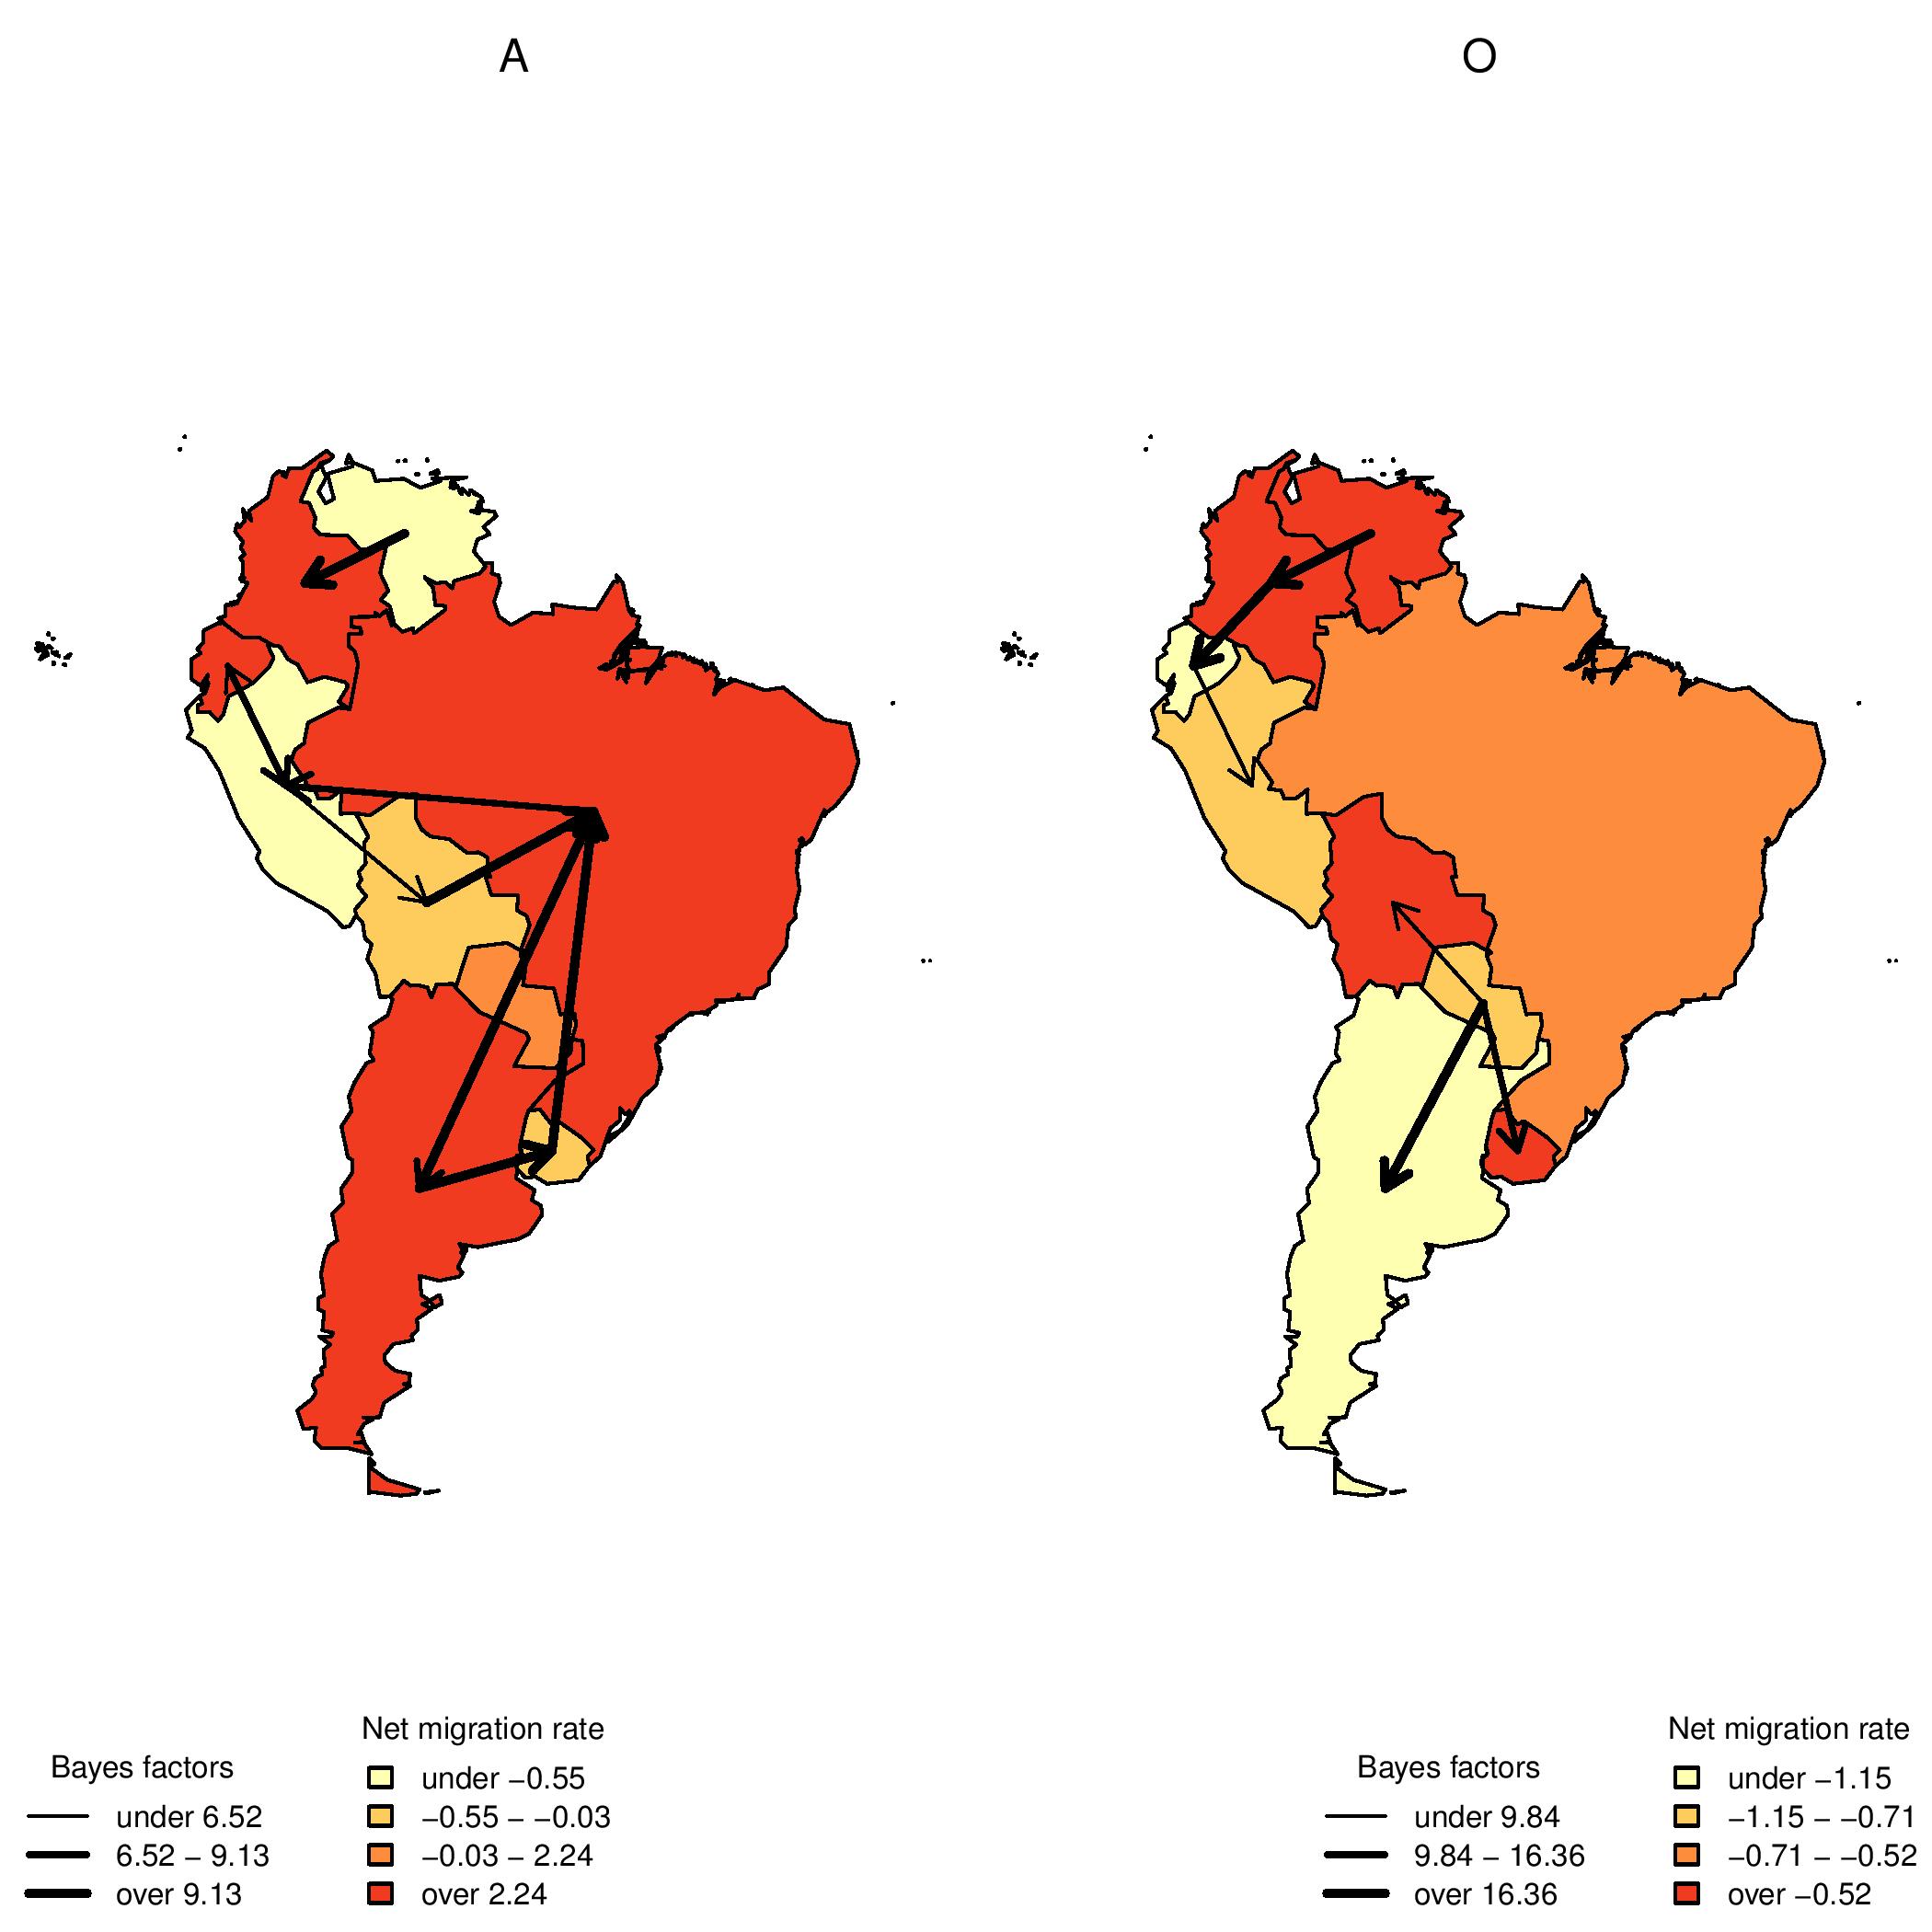 A
O
Bayes factors
under 6.52
6.52 − 9.13
over 9.13
Net migration rate
under −0.55
−0.55 − −0.03
−0.03 − 2.24
over 2.24
Bayes factors
under 9.84
9.84 − 16.36
over 16.36
Net migration rate
under −1.15
−1.15 − −0.71
−0.71 − −0.52
over −0.52